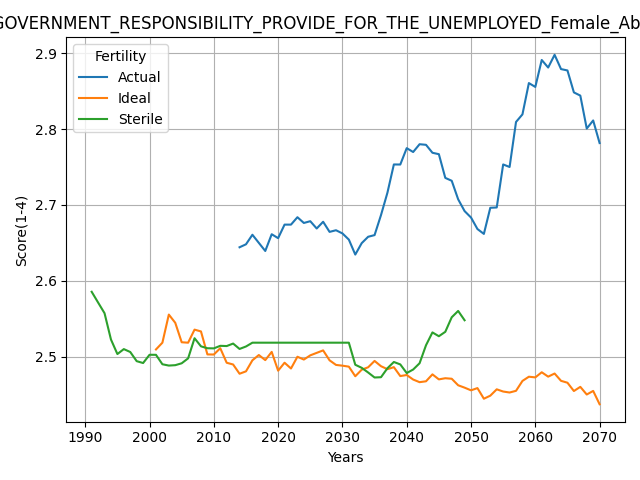 GOVERNMENT_RESPONSIBILITY_PROVIDE_FOR_THE_UNEMPLOYED_Female_Ab
2.9
2.8
2.7
2.6
2.5
Score(1-4)
Fertility
Actual
Ideal
Sterile
1990 2000 2010 2020 2030 2040 2050 2060 2070
Years